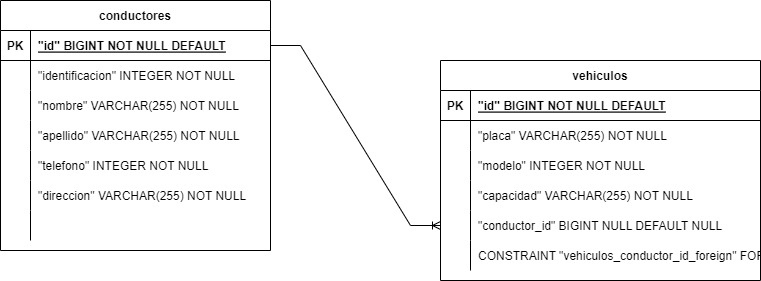 conductores
PK "id" BIGINT NOT NULL DEFAULT
"identificacion" INTEGER NOT NULL
"nombre" VARCHAR(255) NOT NULL
"apellido" VARCHAR(255) NOT NULL
"telefono" INTEGER NOT NULL
"direccion" VARCHAR(255) NOT NULL
vehiculos
PK "id" BIGINT NOT NULL DEFAULT
"placa" VARCHAR(255) NOT NULL
"modelo" INTEGER NOT NULL
"capacidad" VARCHAR(255) NOT NULL
"conductor_id" BIGINT NULL DEFAULT NULL
CONSTRAINT "vehiculos_conductor_id_foreign" FOR